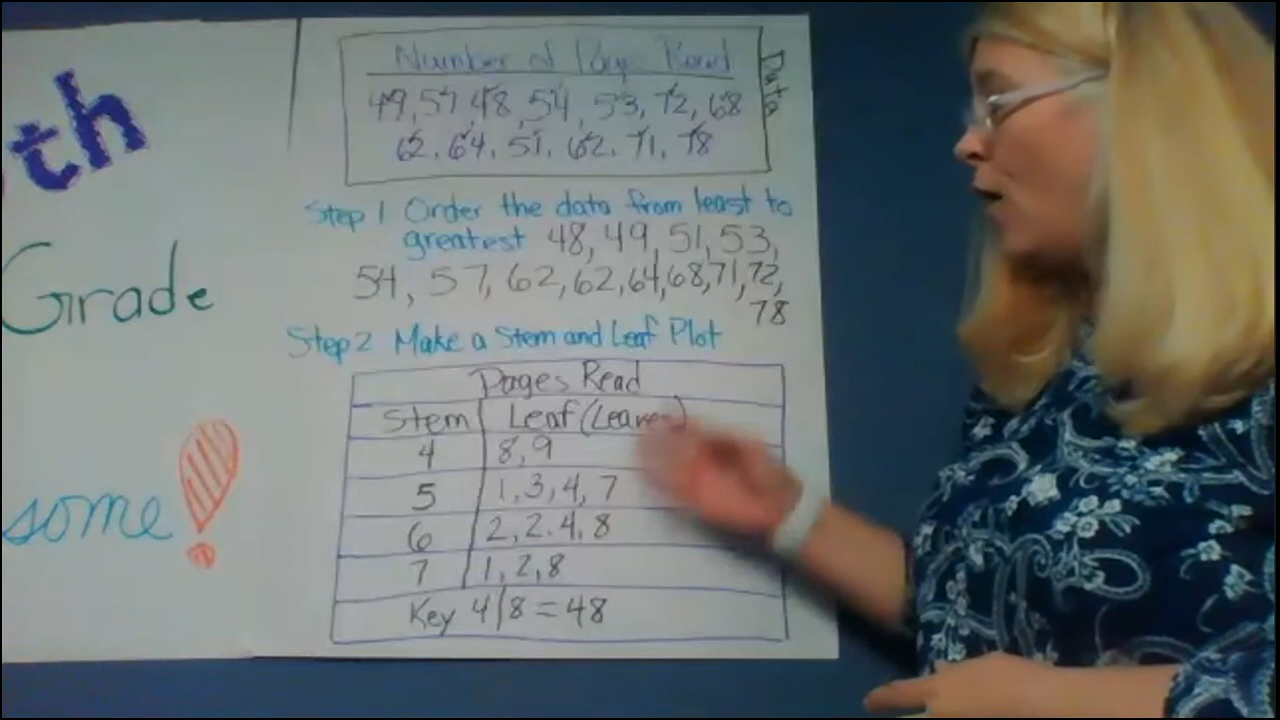 th
Grade
some!
Number of Page Read
Data
49, 57, 48, 54, 53, 72, 68
62, 64, 51, 62, 71, 78
Step 1 Order the data from least to
greatest 48, 49, 51, 53,
54, 57, 62, 62, 64, 68, 71, 72,
78
Step 2 Make a Stem and Leaf Plot
Pages Read
Stem Leaf (Leaves)
4 8, 9
5 1, 3, 4, 7
6 2, 2. 4, 8
7 1, 2, 8
Key 4/8 = 48